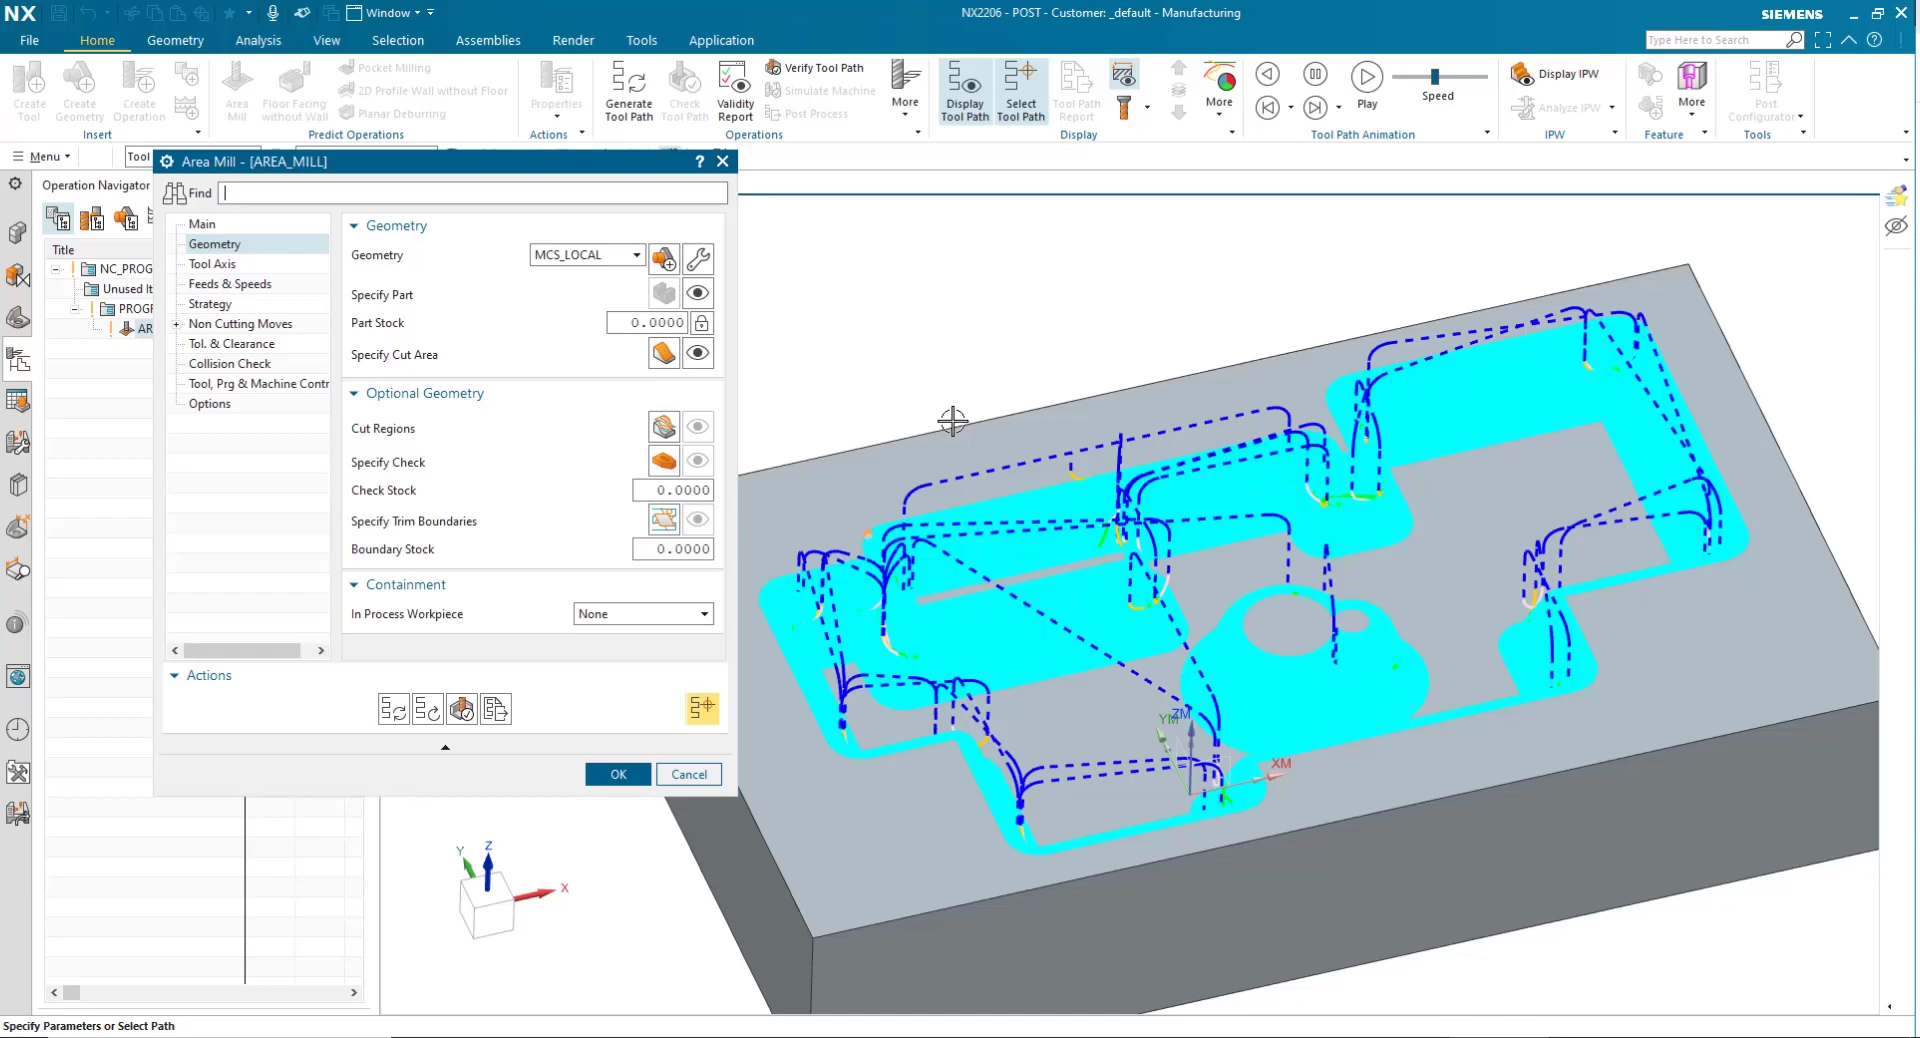 NX
Window
NX2206 - POST - Customer: _default - Manufacturing
SIEMENS
File
Home
Geometry
Analysis
View
Selection
Assemblies
Render
Tools
Application
Type Here to Search
Create Tool
Create Geometry
Create Operation
Insert
Area Mill
Floor Facing without Wall
Pocket Milling
2D Profile Wall without Floor
Planar Deburring
Predict Operations
Properties
Actions
Generate Tool Path
Check Tool Path
Validity Report
Verify Tool Path
Simulate Machine
Post Process
More
Operations
Display Tool Path
Select Tool Path
Tool Path Report
More
Display
Play
Speed
Tool Path Animation
Display IPW
Analyze IPW
IPW
More
Feature
Post Configurator
Tools
Menu
Tool
Area Mill - [AREA_MILL]
Operation Navigator
Find
Title
NC_PROG
Unused It
PROGR
AR
Main
Geometry
Tool Axis
Feeds & Speeds
Strategy
Non Cutting Moves
Tol. & Clearance
Collision Check
Tool, Prg & Machine Contr
Options
Geometry
Geometry MCS_LOCAL
Specify Part
Part Stock 0.0000
Specify Cut Area
Optional Geometry
Cut Regions
Specify Check
Check Stock 0.0000
Specify Trim Boundaries
Boundary Stock 0.0000
Containment
In Process Workpiece None
Actions
OK
Cancel
YM
ZM
XM
Y
Z
X
Specify Parameters or Select Path